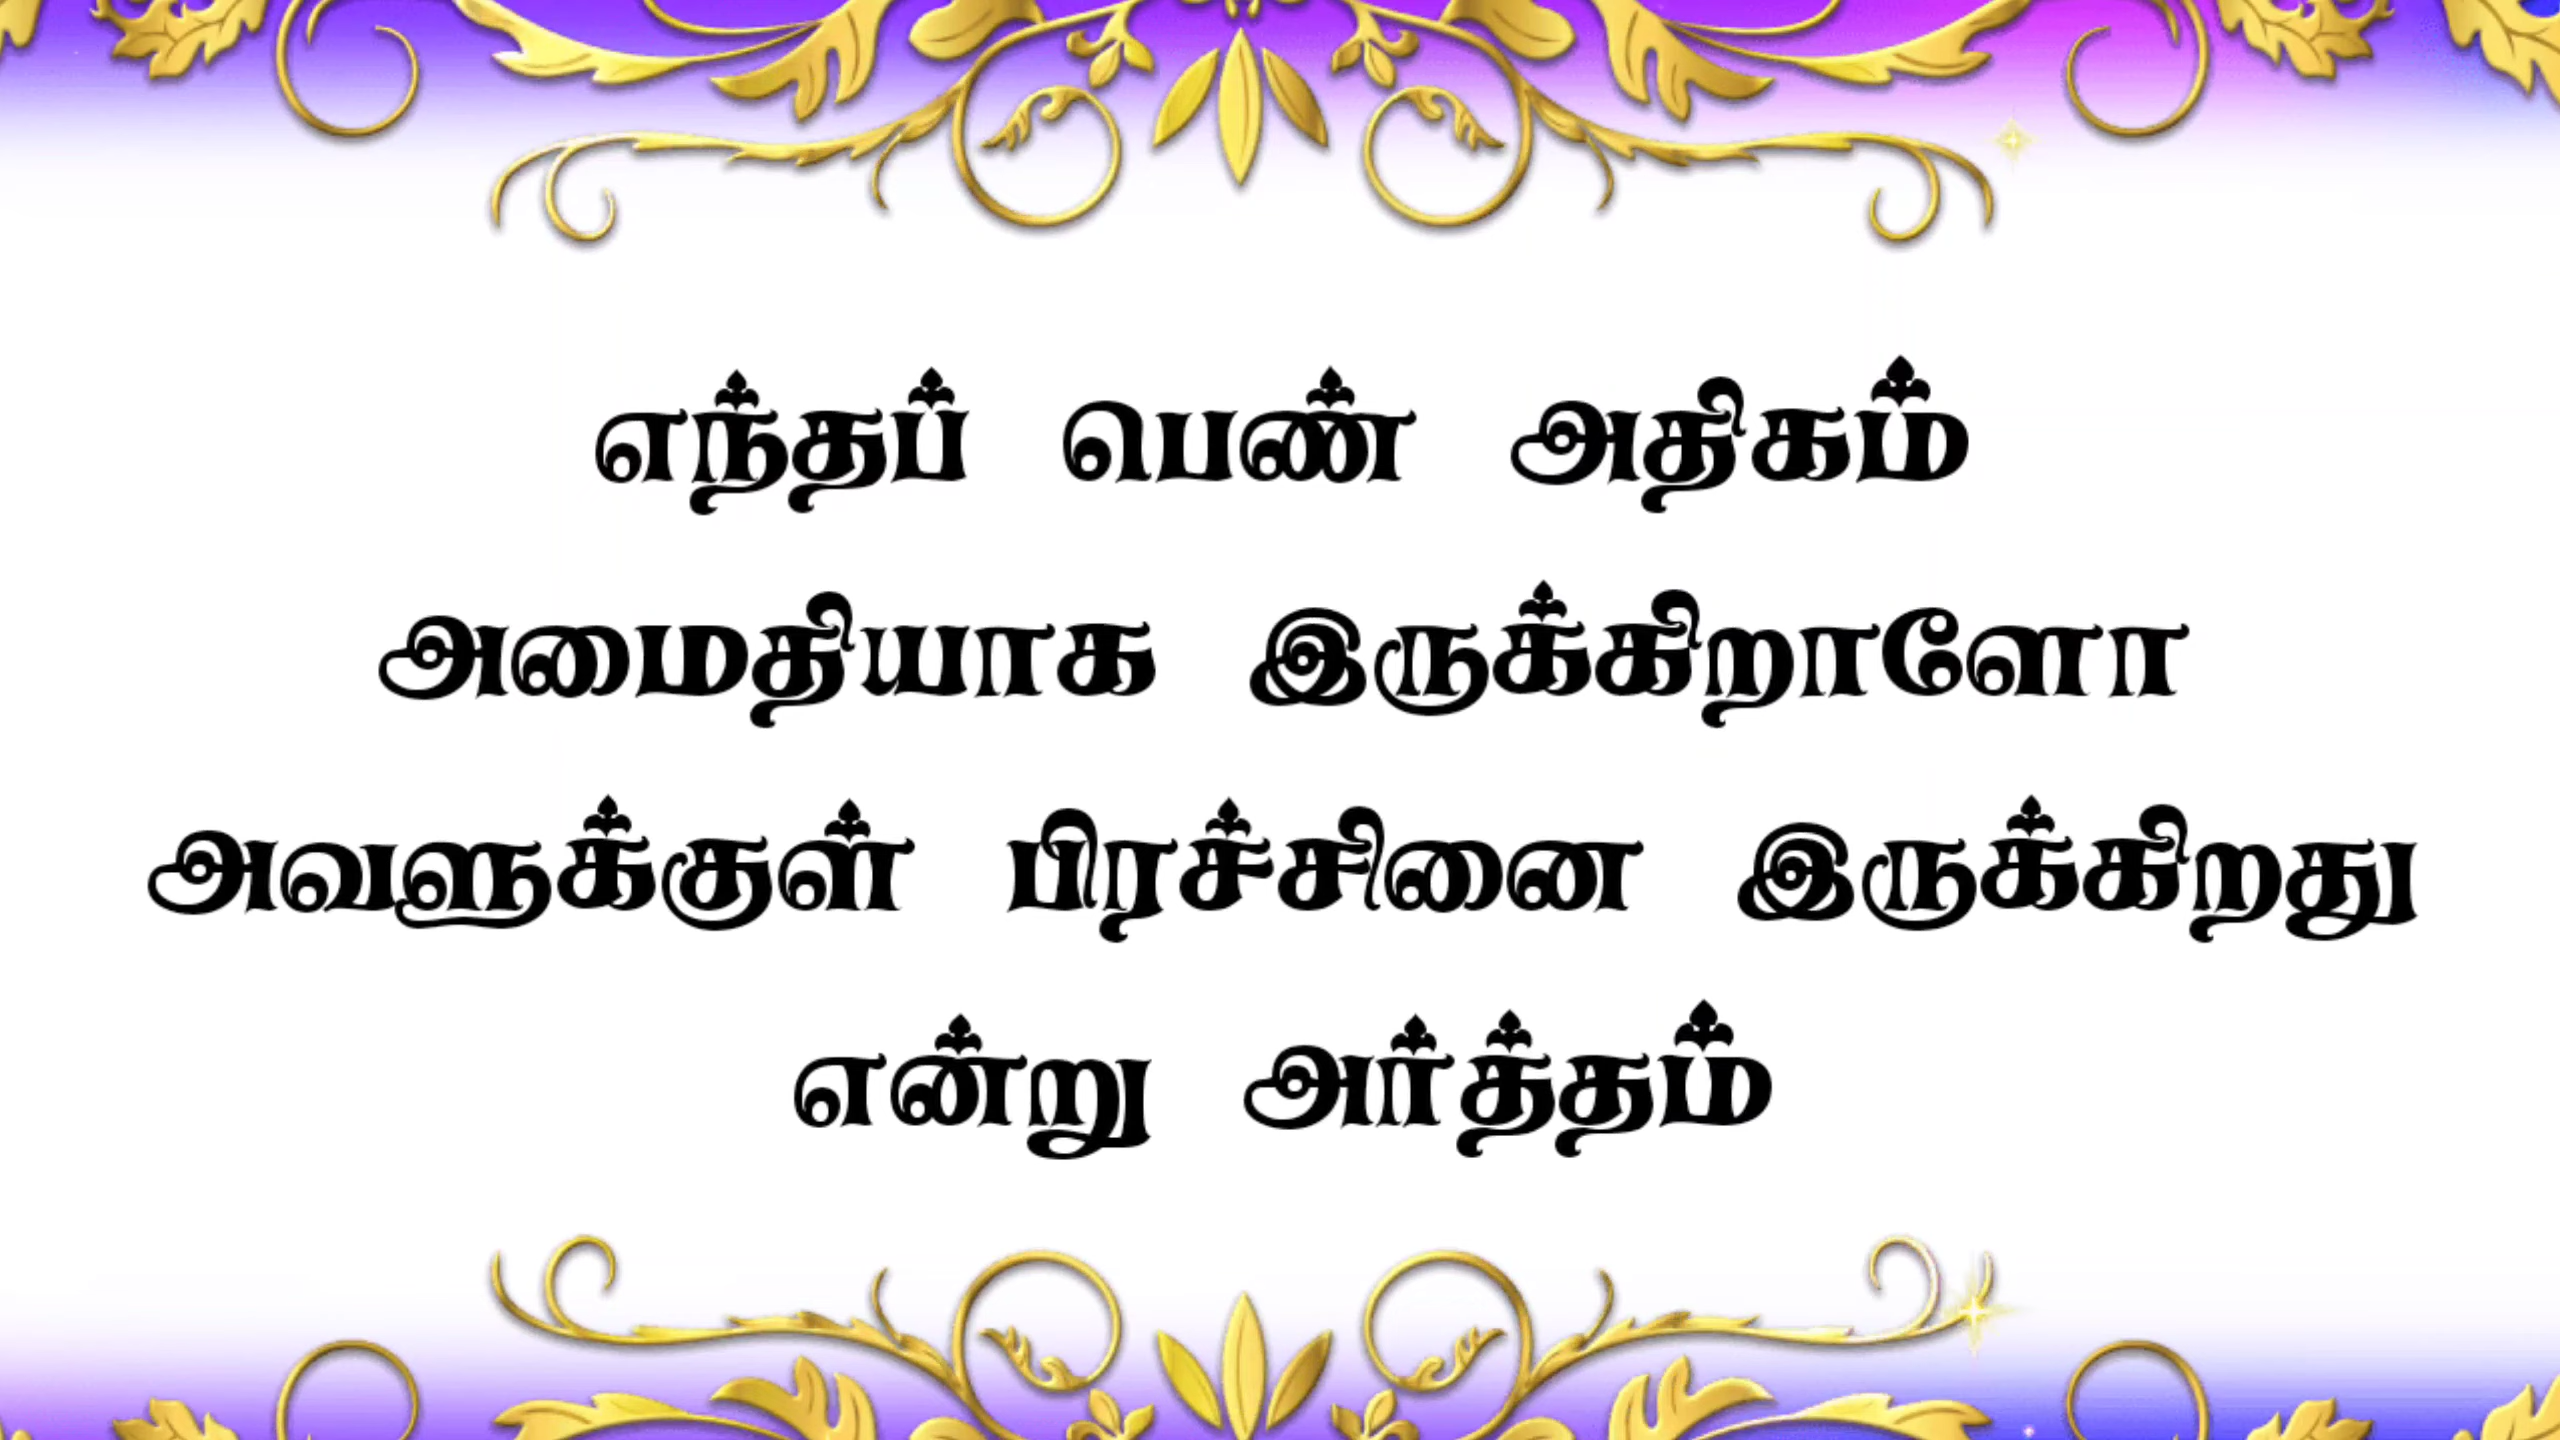 எந்தப் பெண் அதிகம்
அமைதியாக இருக்கிறாளோ
அவளுக்குள் பிரச்சினை இருக்கிறது
என்று அர்த்தம்